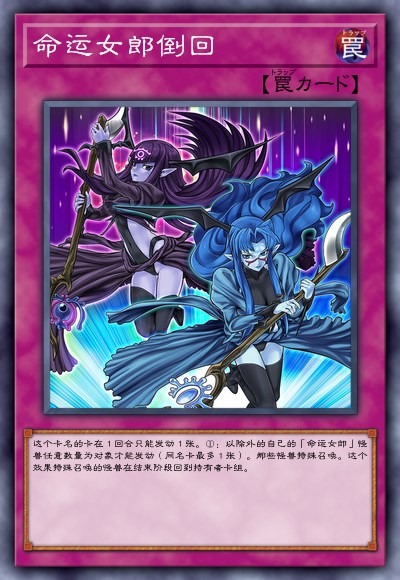 命运女郎倒回
トラップ
罠
トラップ
【罠カード】
这个卡名的卡在1回合只能发动1张。①：以除外的自己的「命运女郎」怪
兽任意数量为对象才能发动（同名卡最多1张）。那些怪兽特殊召唤。这个
效果特殊召唤的怪兽在结束阶段回到持有者卡组。